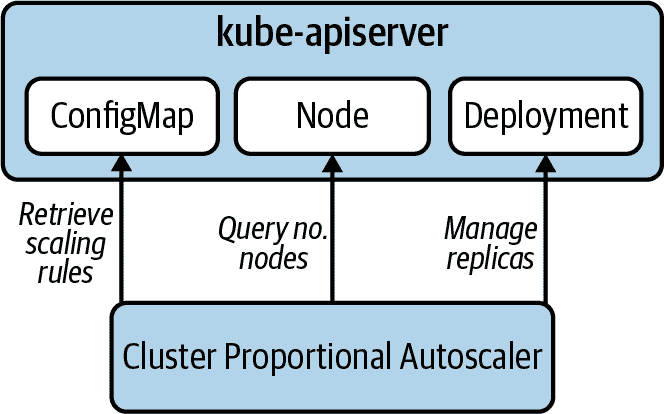 kube-apiserver
ConfigMap
Node
Deployment
Retrieve
scaling
rules
Query no.
nodes
Manage
replicas
Cluster Proportional Autoscaler